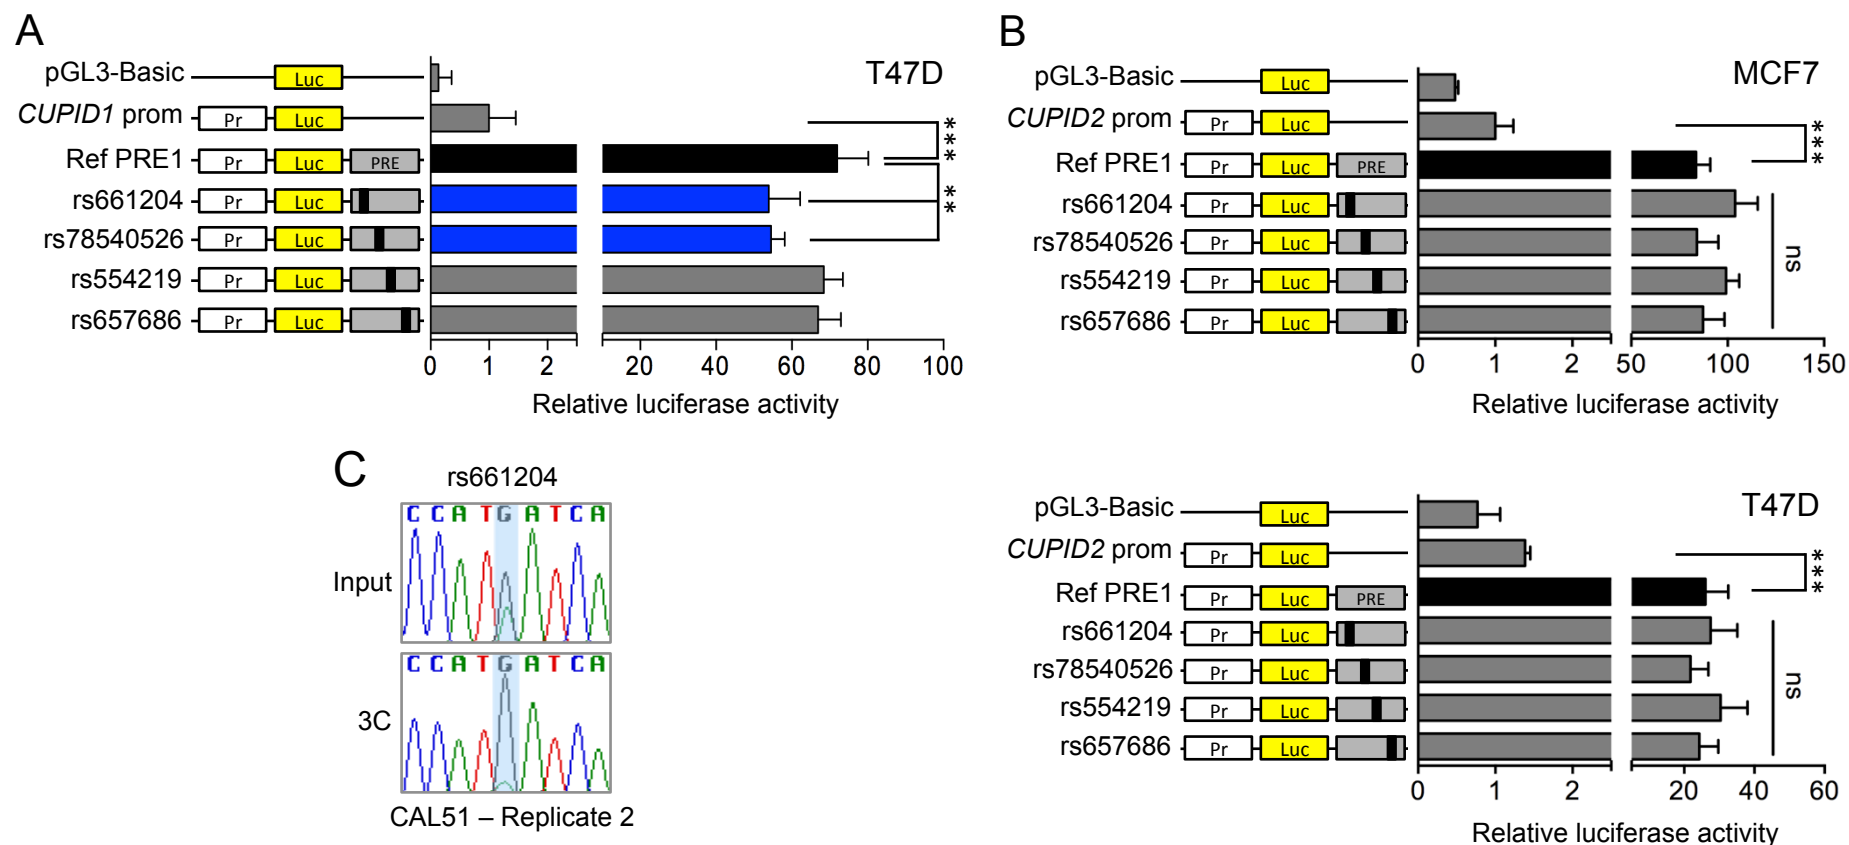 A
T47D
pGL3-Basic Luc
CUPID1 prom Pr Luc
***
Ref PRE1 Pr Luc PRE
rs661204 Pr Luc
**
rs78540526 Pr Luc
rs554219 Pr Luc
rs657686 Pr Luc
0 1 2 20 40 60 80 100
Relative luciferase activity
B
MCF7
pGL3-Basic Luc
CUPID2 prom Pr Luc
***
Ref PRE1 Pr Luc PRE
rs661204 Pr Luc
rs78540526 Pr Luc
ns
rs554219 Pr Luc
rs657686 Pr Luc
0 1 2 50 100 150
Relative luciferase activity
T47D
pGL3-Basic Luc
CUPID2 prom Pr Luc
***
Ref PRE1 Pr Luc PRE
rs661204 Pr Luc
rs78540526 Pr Luc
ns
rs554219 Pr Luc
rs657686 Pr Luc
0 1 2 20 40 60
Relative luciferase activity
C
rs661204
C C A T G A T C A
Input
C C A T G A T C A
3C
CAL51 – Replicate 2